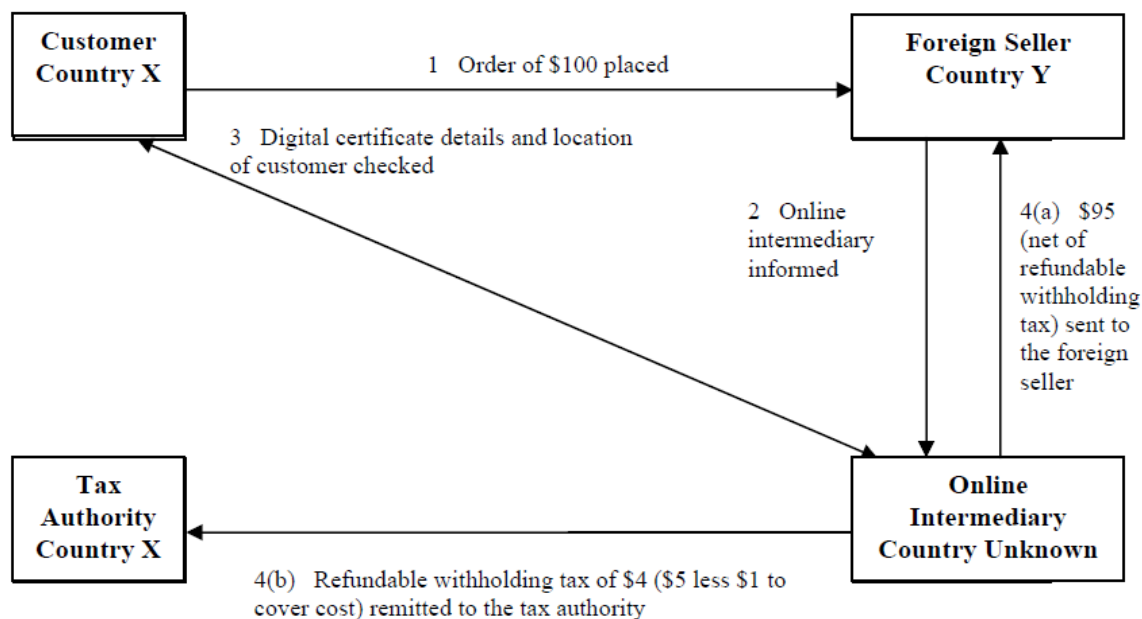 Customer
Country X
Foreign Seller
Country Y
1 Order of $100 placed
3 Digital certificate details and location
of customer checked
2 Online
intermediary
informed
4(a) $95
(net of
refundable
withholding
tax) sent to
the foreign
seller
Tax
Authority
Country X
Online
Intermediary
Country Unknown
4(b) Refundable withholding tax of $4 ($5 less $1 to
cover cost) remitted to the tax authority